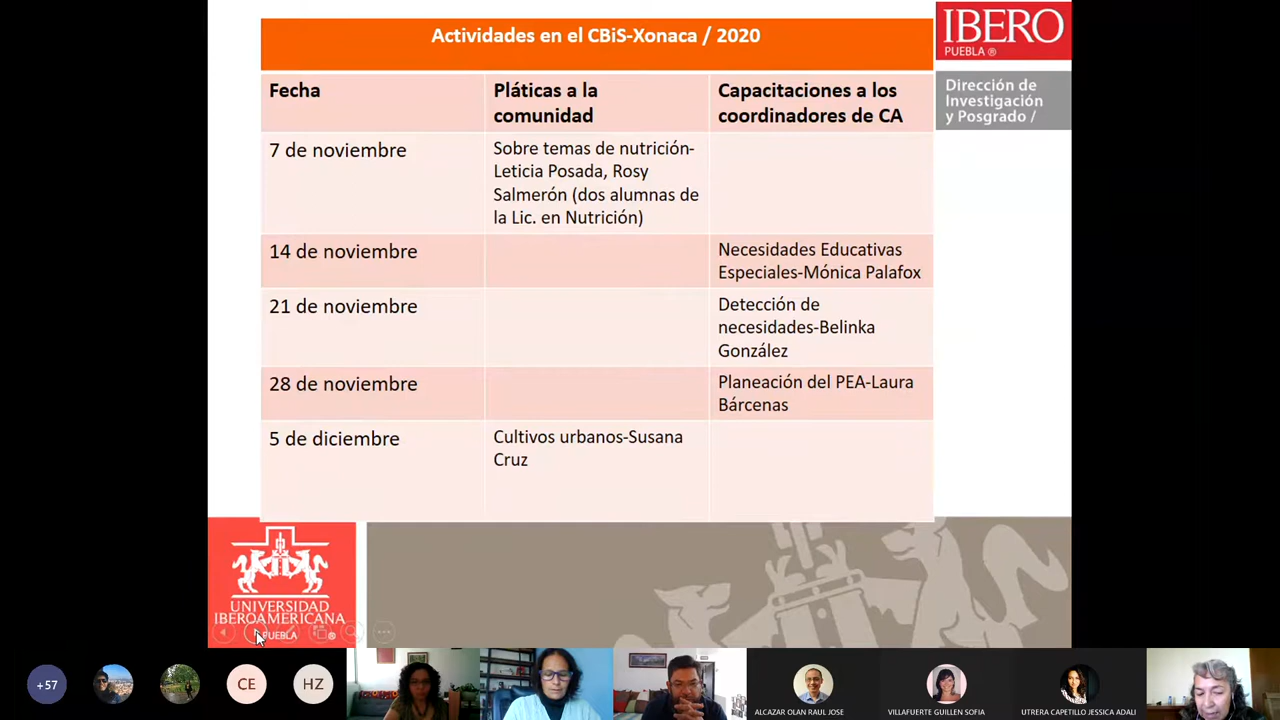 Actividades en el CBiS-Xonaca / 2020
IBERO
PUEBLA ®
Dirección de
Investigación
y Posgrado /
Fecha
Pláticas a la
comunidad
Capacitaciones a los
coordinadores de CA
7 de noviembre
Sobre temas de nutrición-
Leticia Posada, Rosy
Salmerón (dos alumnas de
la Lic. en Nutrición)
14 de noviembre
Necesidades Educativas
Especiales-Mónica Palafox
21 de noviembre
Detección de
necesidades-Belinka
González
28 de noviembre
Planeación del PEA-Laura
Bárcenas
5 de diciembre
Cultivos urbanos-Susana
Cruz
UNIVERSIDAD
IBEROAMERICANA
PUEBLA ®
+57
CE
HZ
ALCAZAR OLAN RAUL JOSE
VILLAFUERTE GUILLEN SOFIA
UTRERA CAPETILLO JESSICA ADALI